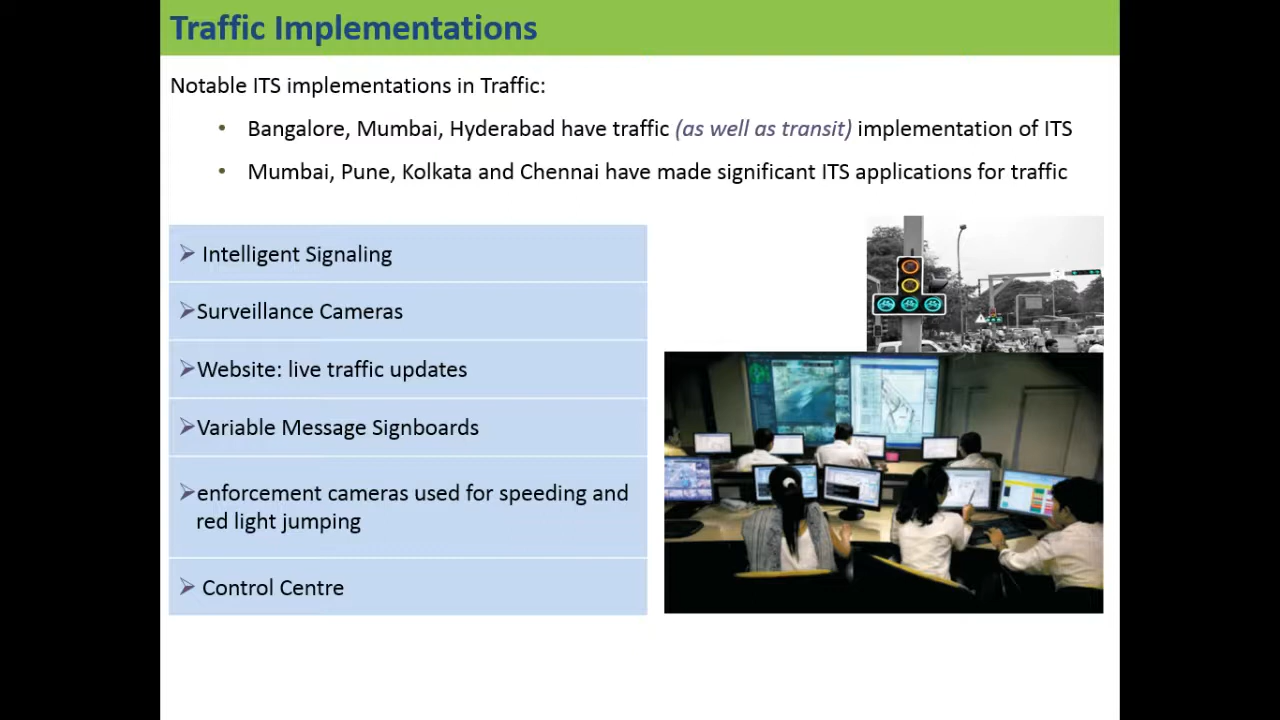 Traffic Implementations
Notable ITS implementations in Traffic:
• Bangalore, Mumbai, Hyderabad have traffic (as well as transit) implementation of ITS
• Mumbai, Pune, Kolkata and Chennai have made significant ITS applications for traffic
➢ Intelligent Signaling
➢Surveillance Cameras
➢Website: live traffic updates
➢Variable Message Signboards
➢enforcement cameras used for speeding and
red light jumping
➢ Control Centre